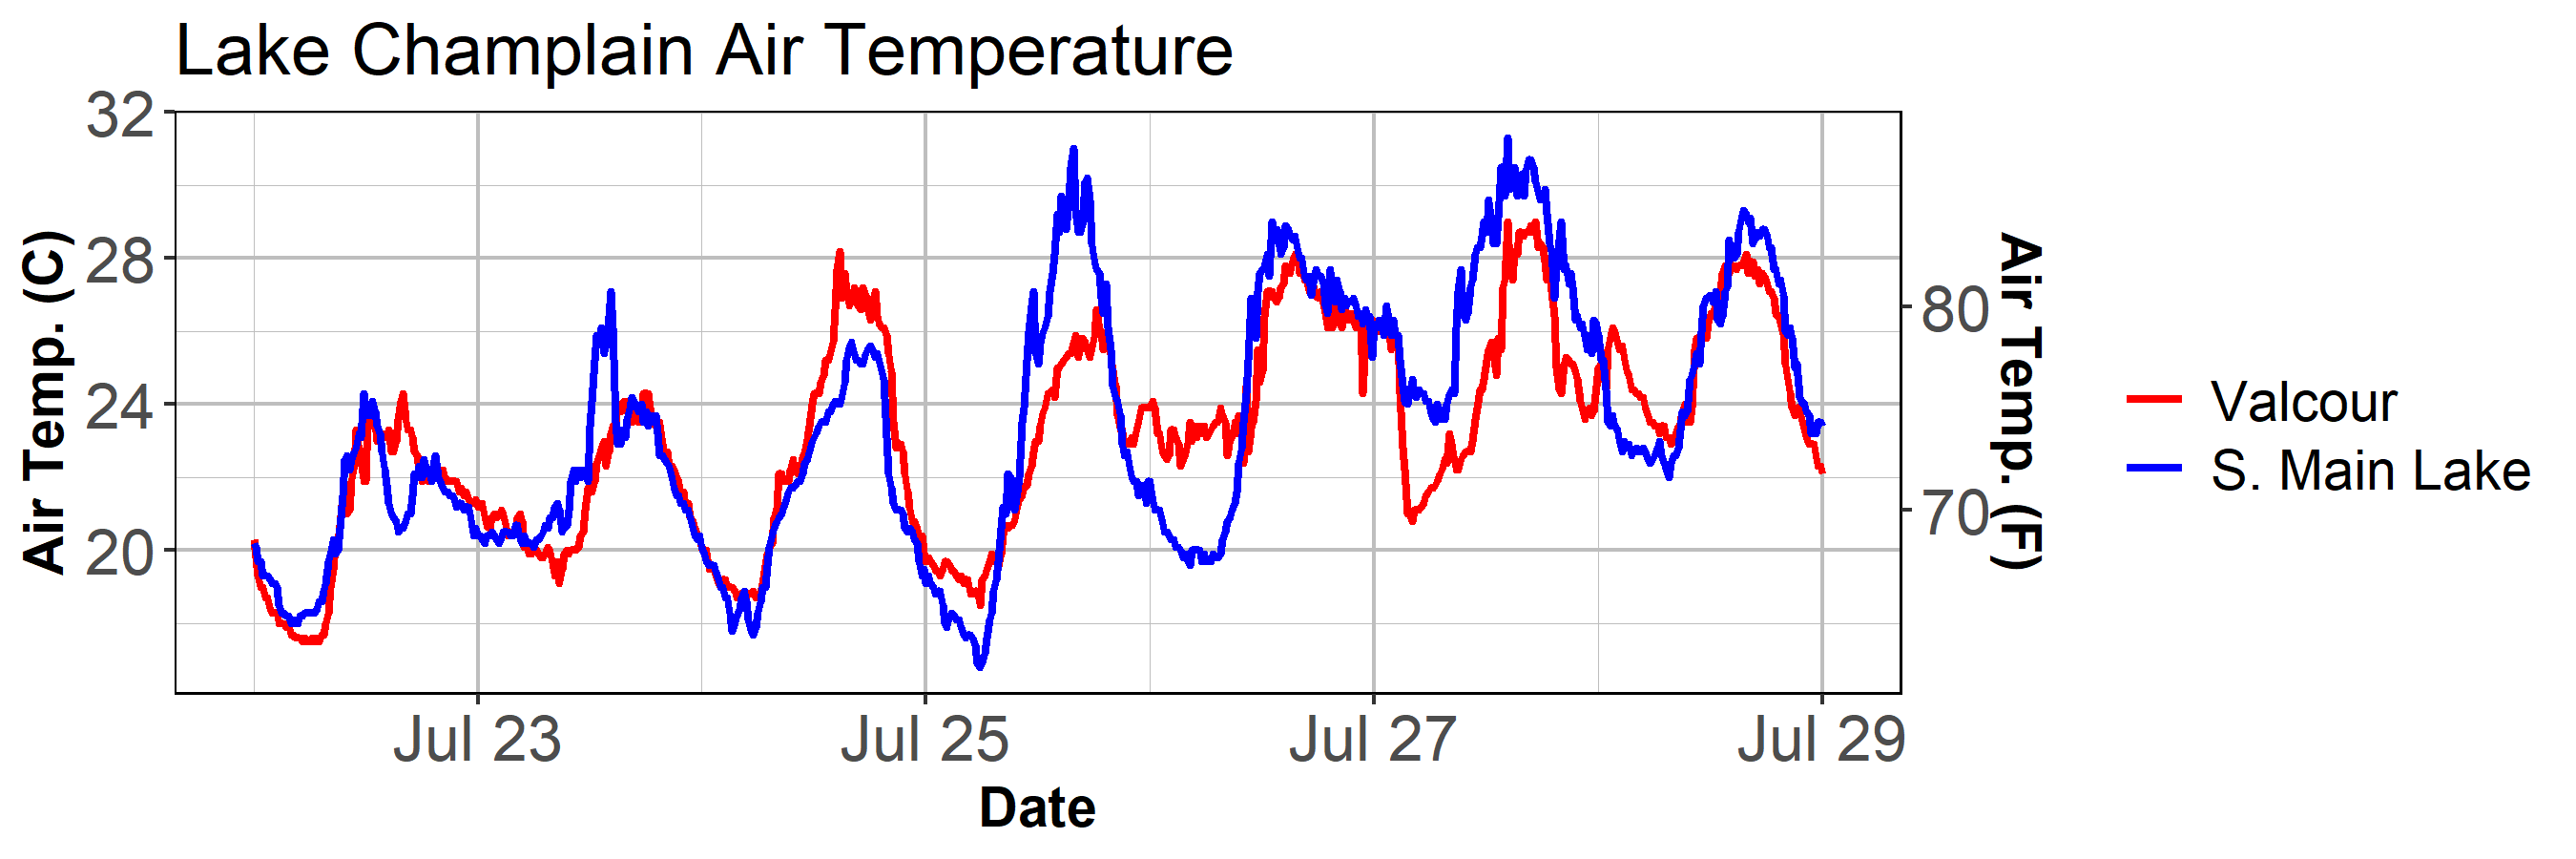 Lake Champlain Air Temperature
Air Temp. (C)
32
28
24
20
80
70
Air Temp. (F)
Jul 23
Jul 25
Jul 27
Jul 29
Date
Valcour
S. Main Lake